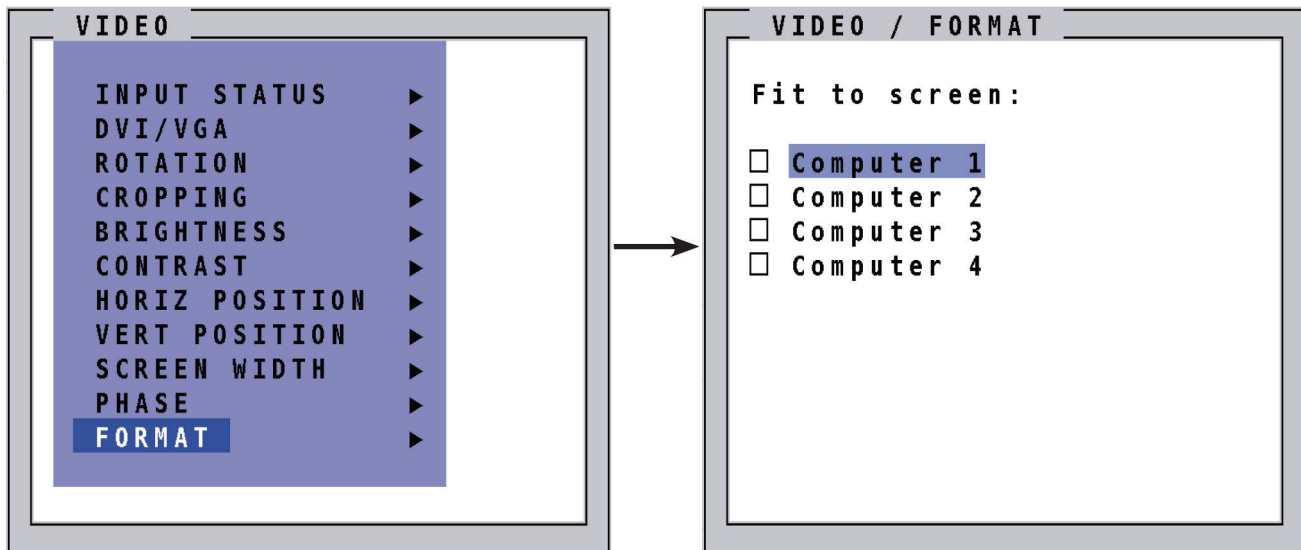 VIDEO
INPUT STATUS ▶
DVI/VGA ▶
ROTATION ▶
CROPPING ▶
BRIGHTNESS ▶
CONTRAST ▶
HORIZ POSITION ▶
VERT POSITION ▶
SCREEN WIDTH ▶
PHASE ▶
FORMAT ▶
VIDEO / FORMAT
Fit to screen:
☐ Computer 1
☐ Computer 2
☐ Computer 3
☐ Computer 4